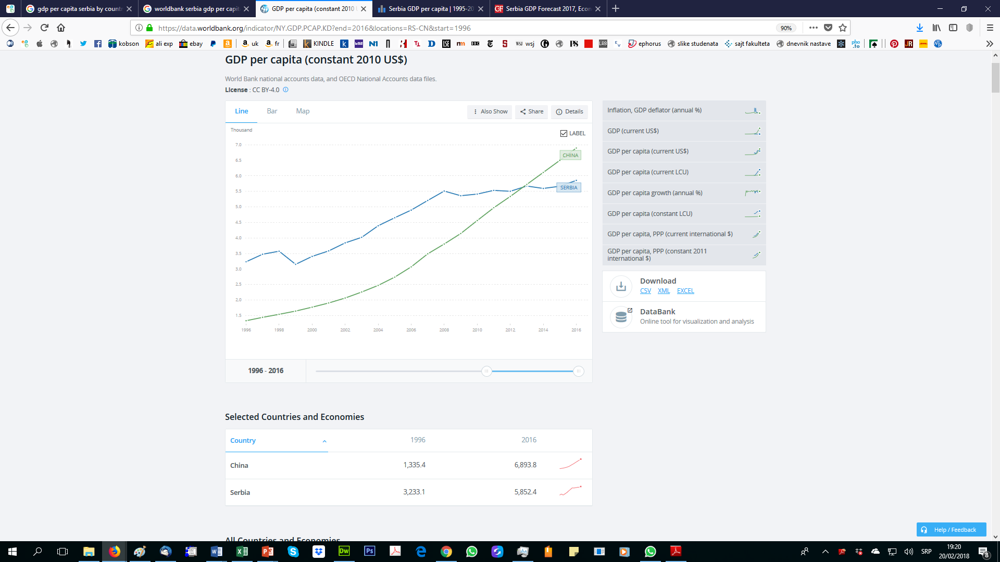 gdp per capita serbia by countr
worldbank serbia gdp per capit
GDP per capita (constant 2010
Serbia GDP per capita | 1995-20
Serbia GDP Forecast 2017, Econ
https://data.worldbank.org/indicator/NY.GDP.PCAP.KD?end=2016&locations=RS-CN&start=1996
90%
kobson
ali exp
ebay
uk
fr
KINDLE
wsj
ephorus
slike studenata
sajt fakulteta
dnevnik nastave
GDP per capita (constant 2010 US$)
World Bank national accounts data, and OECD National Accounts data files.
License : CC BY-4.0
Line Bar Map
Also Show Share Details
Thousand
LABEL
7.0
6.5
6.0
5.5
5.0
4.5
4.0
3.5
3.0
2.5
2.0
1.5
CHINA
SERBIA
1996 1998 2000 2002 2004 2006 2008 2010 2012 2014 2016
1996 - 2016
Inflation, GDP deflator (annual %)
GDP (current US$)
GDP per capita (current US$)
GDP per capita (current LCU)
GDP per capita growth (annual %)
GDP per capita (constant LCU)
GDP per capita, PPP (current international $)
GDP per capita, PPP (constant 2011
international $)
Download
CSV XML EXCEL
DataBank
Online tool for visualization and analysis
Selected Countries and Economies
Country 1996 2016
China 1,335.4 6,893.8
Serbia 3,233.1 5,852.4
All Countries and Economies
Help / Feedback
SRP
19:20
20/02/2018
8